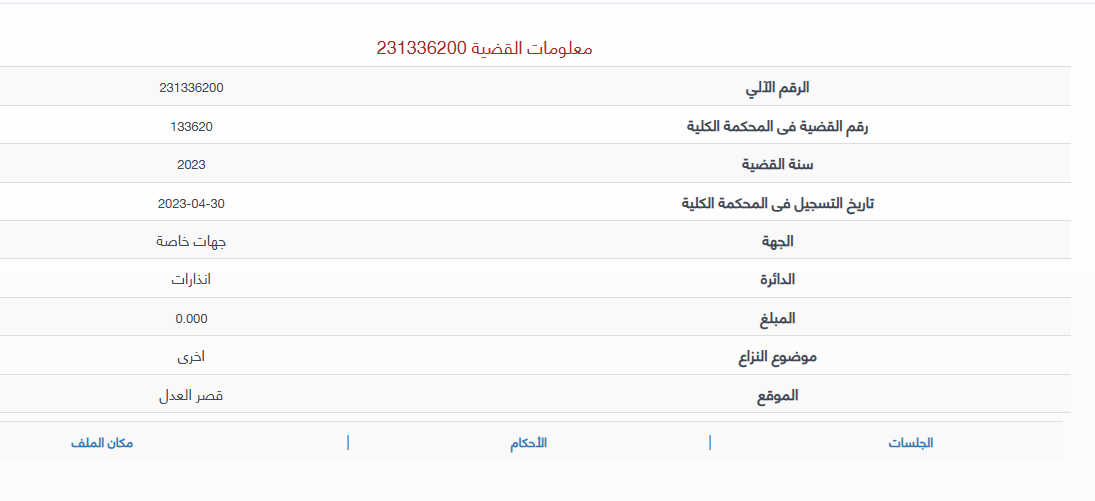 معلومات القضية 231336200
الرقم الآلي 231336200
رقم القضية فى المحكمة الكلية 133620
سنة القضية 2023
تاريخ التسجيل فى المحكمة الكلية 2023-04-30
الجهة جهات خاصة
الدائرة انذارات
المبلغ 0.000
موضوع النزاع اخرى
الموقع قصر العدل
الجلسات | الأحكام | مكان الملف